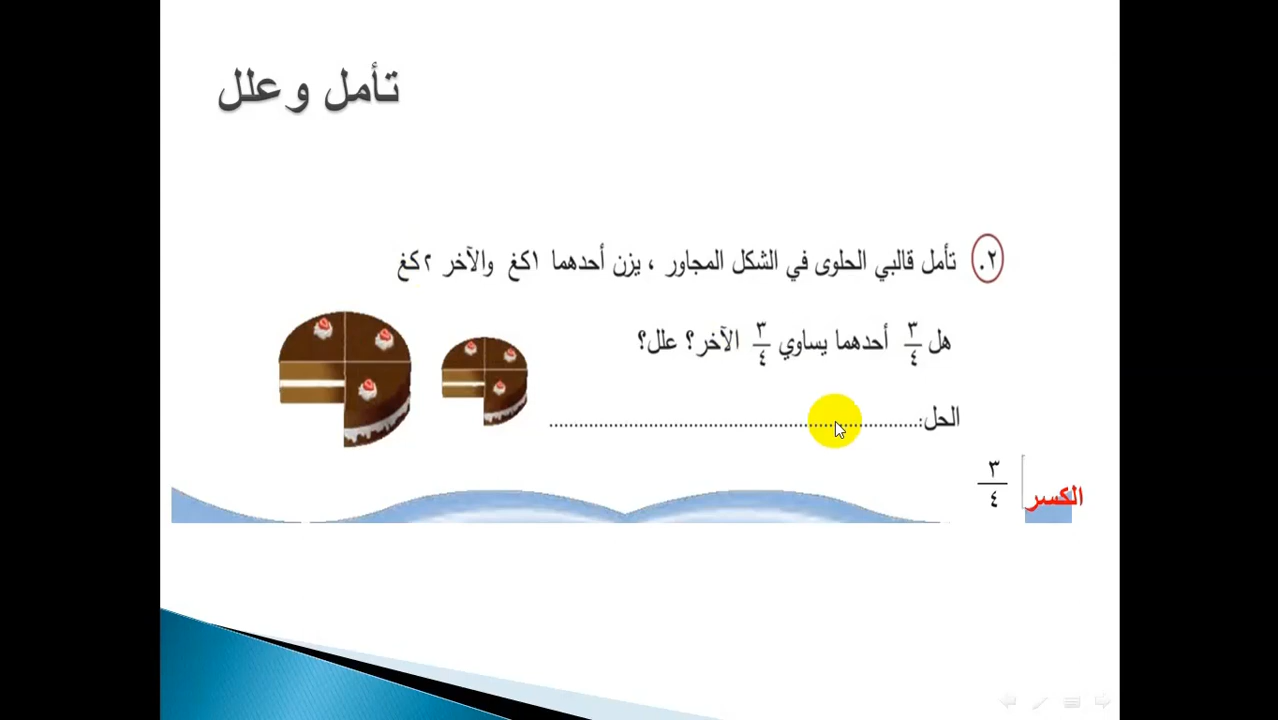 تأمل وعلل
٢. تأمل قالبي الحلوى في الشكل المجاور ، يزن أحدهما ١كغ والآخر ٢كغ
هل ٣/٤ أحدهما يساوي ٣/٤ الآخر؟ علل؟
الحل:......................................................................
الكسر ٣/٤